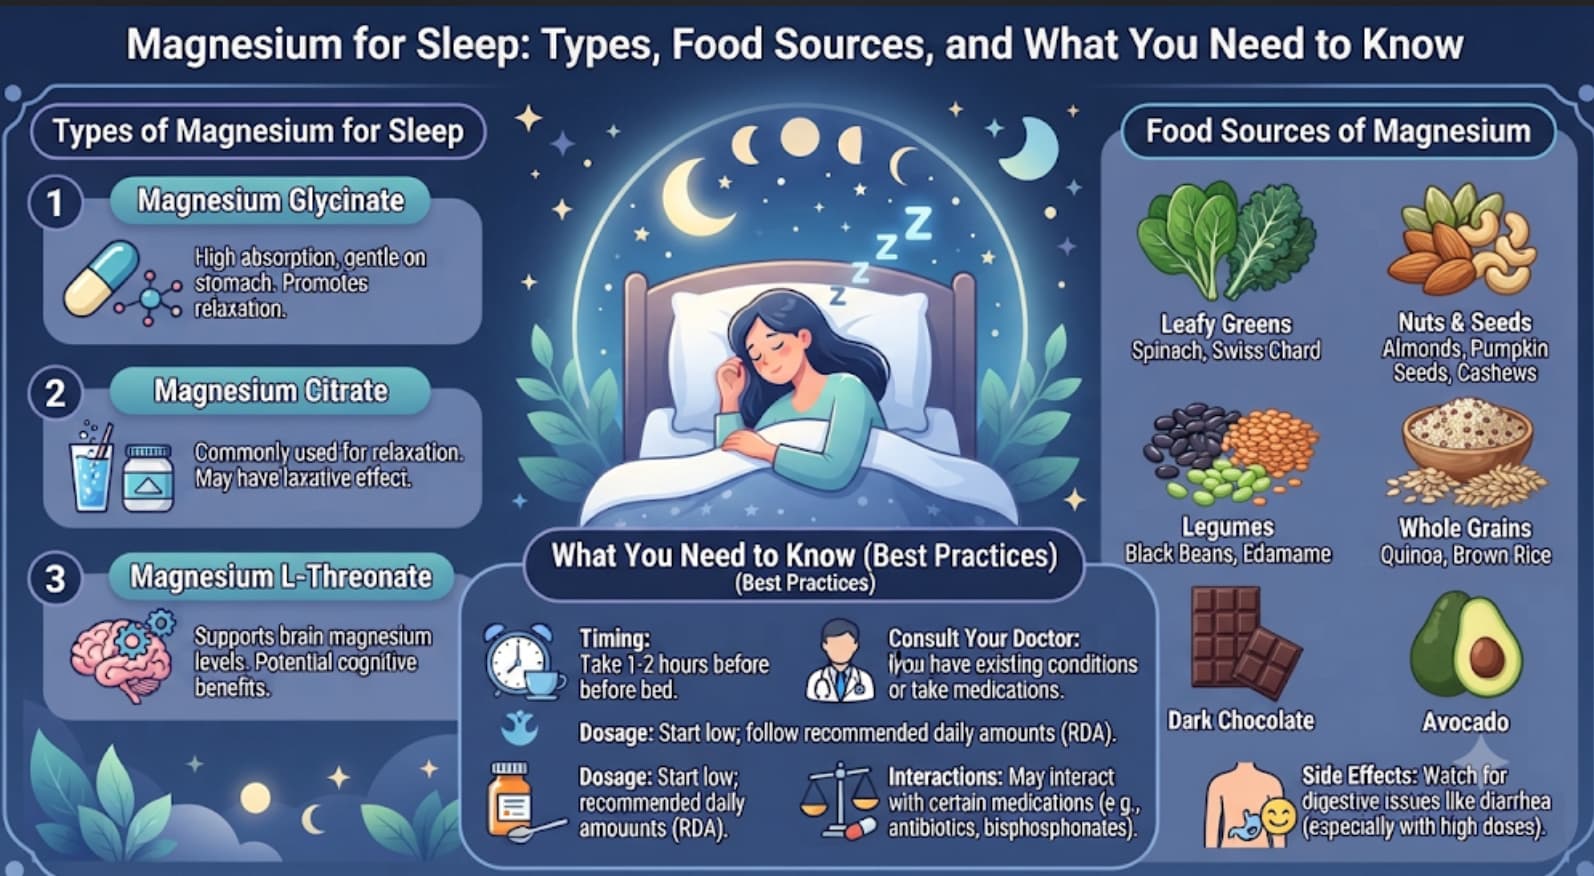 Magnesium for Sleep: Types, Food Sources, and What You Need to Know
Types of Magnesium for Sleep
1
Magnesium Glycinate
High absorption, gentle on
stomach. Promotes
relaxation.
2
Magnesium Citrate
Commonly used for relaxation.
May have laxative effect.
3
Magnesium L-Threonate
Supports brain magnesium
levels. Potential cognitive
benefits.
z z Z Z
What You Need to Know (Best Practices)
(Best Practices)
Timing:
Take 1-2 hours before
before bed.
Consult Your Doctor:
you have existing conditions
or take medications.
Dosage: Start low; follow recommended daily amounts (RDA).
Dosage: Start low;
recommended daily
amouunts (RDA).
Interactions: May interact
with certain medications (e g.,
antibiotics, bisphosphonates).
Food Sources of Magnesium
Leafy Greens
Spinach, Swiss Chard
Nuts & Seeds
Almonds, Pumpkin
Seeds, Cashews
Legumes
Black Beans, Edamame
Whole Grains
Quinoa, Brown Rice
Dark Chocolate
Avocado
Side Effects: Watch for
digestive issues like diarrhea
(especially with high doses).